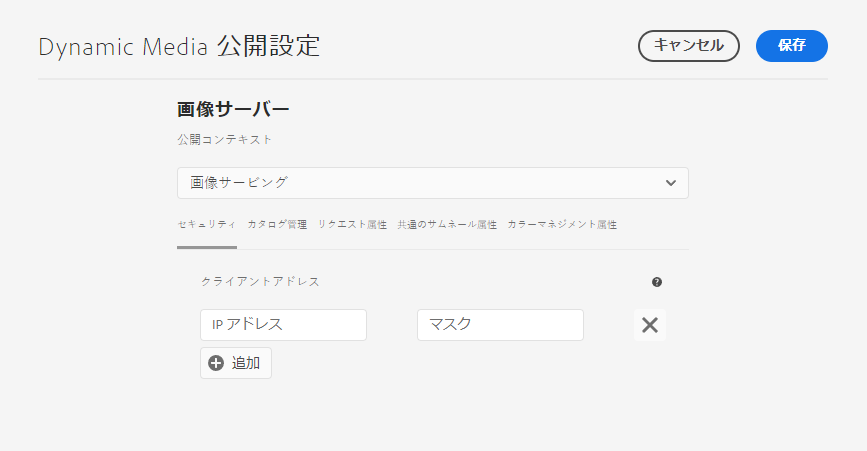 Dynamic Media 公開設定
キャンセル
保存
画像サーバー
公開コンテキスト
画像サービング
セキュリティ カタログ管理 リクエスト属性 共通のサムネール属性 カラーマネジメント属性
クライアントアドレス
IP アドレス
マスク
追加